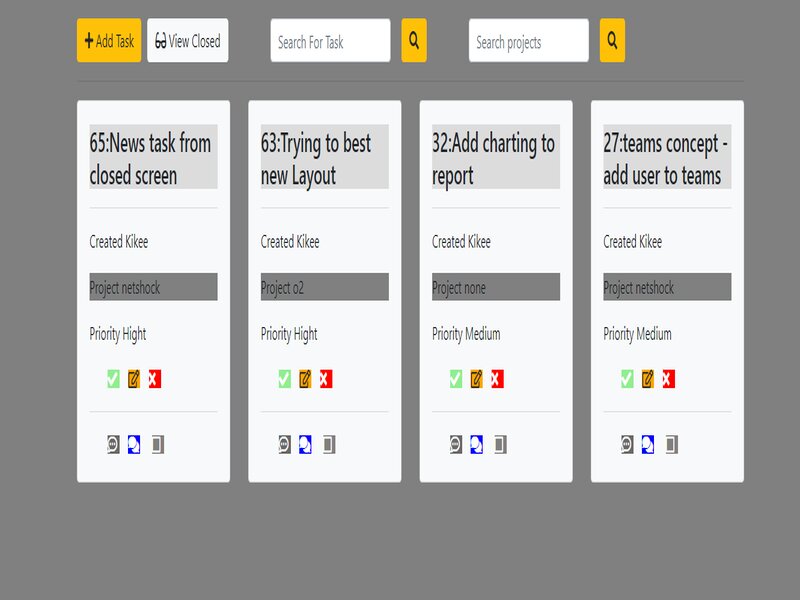 Add Task
View Closed
Search For Task
Search projects
65:News task from
closed screen
Created Kikee
Project netshock
Priority Hight
63:Trying to best
new Layout
Created Kikee
Project o2
Priority Hight
32:Add charting to
report
Created Kikee
Project none
Priority Medium
27:teams concept -
add user to teams
Created Kikee
Project netshock
Priority Medium